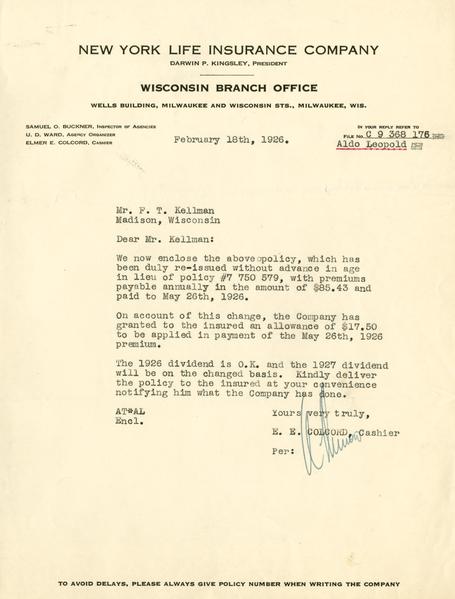 NEW YORK LIFE INSURANCE COMPANY
DARWIN P. KINGSLEY, PRESIDENT
WISCONSIN BRANCH OFFICE
WELLS BUILDING, MILWAUKEE AND WISCONSIN STS., MILWAUKEE, WIS.
SAMUEL O. BUCKNER, INSPECTOR OF AGENCIES
U. D. WARD, AGENCY ORGANIZER
ELMER E. COLCORD, CASHIER
IN YOUR REPLY REFER TO
FILE NO. C 9 368 176
Aldo Leopold
February 18th, 1926.
Mr. F. T. Kellman
Madison, Wisconsin
Dear Mr. Kellman:
We now enclose the above policy, which has
been duly re-issued without advance in age
in lieu of policy #7 750 579, with premiums
payable annually in the amount of $85.43 and
paid to May 26th, 1926.
On account of this change, the Company has
granted to the insured an allowance of $17.50
to be applied in payment of the May 26th, 1926
premium.
The 1926 dividend is O.K. and the 1927 dividend
will be on the changed basis. Kindly deliver
the policy to the insured at your convenience
notifying him what the Company has done.
AT*AL
Encl.
Yours very truly,
E. E. COLCORD, Cashier
Per:
TO AVOID DELAYS, PLEASE ALWAYS GIVE POLICY NUMBER WHEN WRITING THE COMPANY